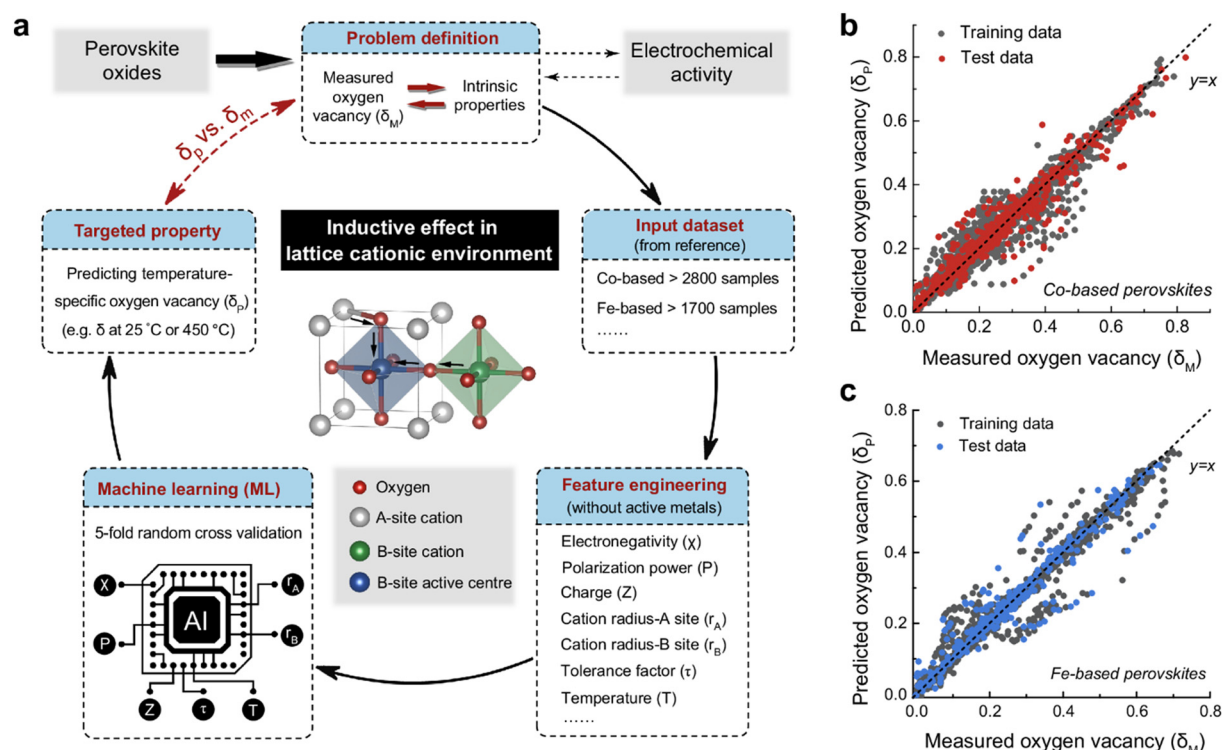 a
Perovskite
oxides
Problem definition
Measured
oxygen
vacancy (δM)
Intrinsic
properties
Electrochemical
activity
δp vs. δm
Targeted property
Predicting temperature-
specific oxygen vacancy (δP)
(e.g. δ at 25 °C or 450 °C)
Inductive effect in
lattice cationic environment
Input dataset
(from reference)
Co-based > 2800 samples
Fe-based > 1700 samples
......
Machine learning (ML)
5-fold random cross validation
χ
P
Z
τ
T
rA
rB
AI
Oxygen
A-site cation
B-site cation
B-site active centre
Feature engineering
(without active metals)
Electronegativity (χ)
Polarization power (P)
Charge (Z)
Cation radius-A site (rA)
Cation radius-B site (rB)
Tolerance factor (τ)
Temperature (T)
......
b
Training data
Test data
y=x
Predicted oxygen vacancy (δP)
0.8
0.6
0.4
0.2
0.0
Co-based perovskites
0.0 0.2 0.4 0.6 0.8
Measured oxygen vacancy (δM)
c
Training data
Test data
y=x
Predicted oxygen vacancy (δP)
0.8
0.6
0.4
0.2
0.0
Fe-based perovskites
0.0 0.2 0.4 0.6 0.8
Measured oxygen vacancy (δM)